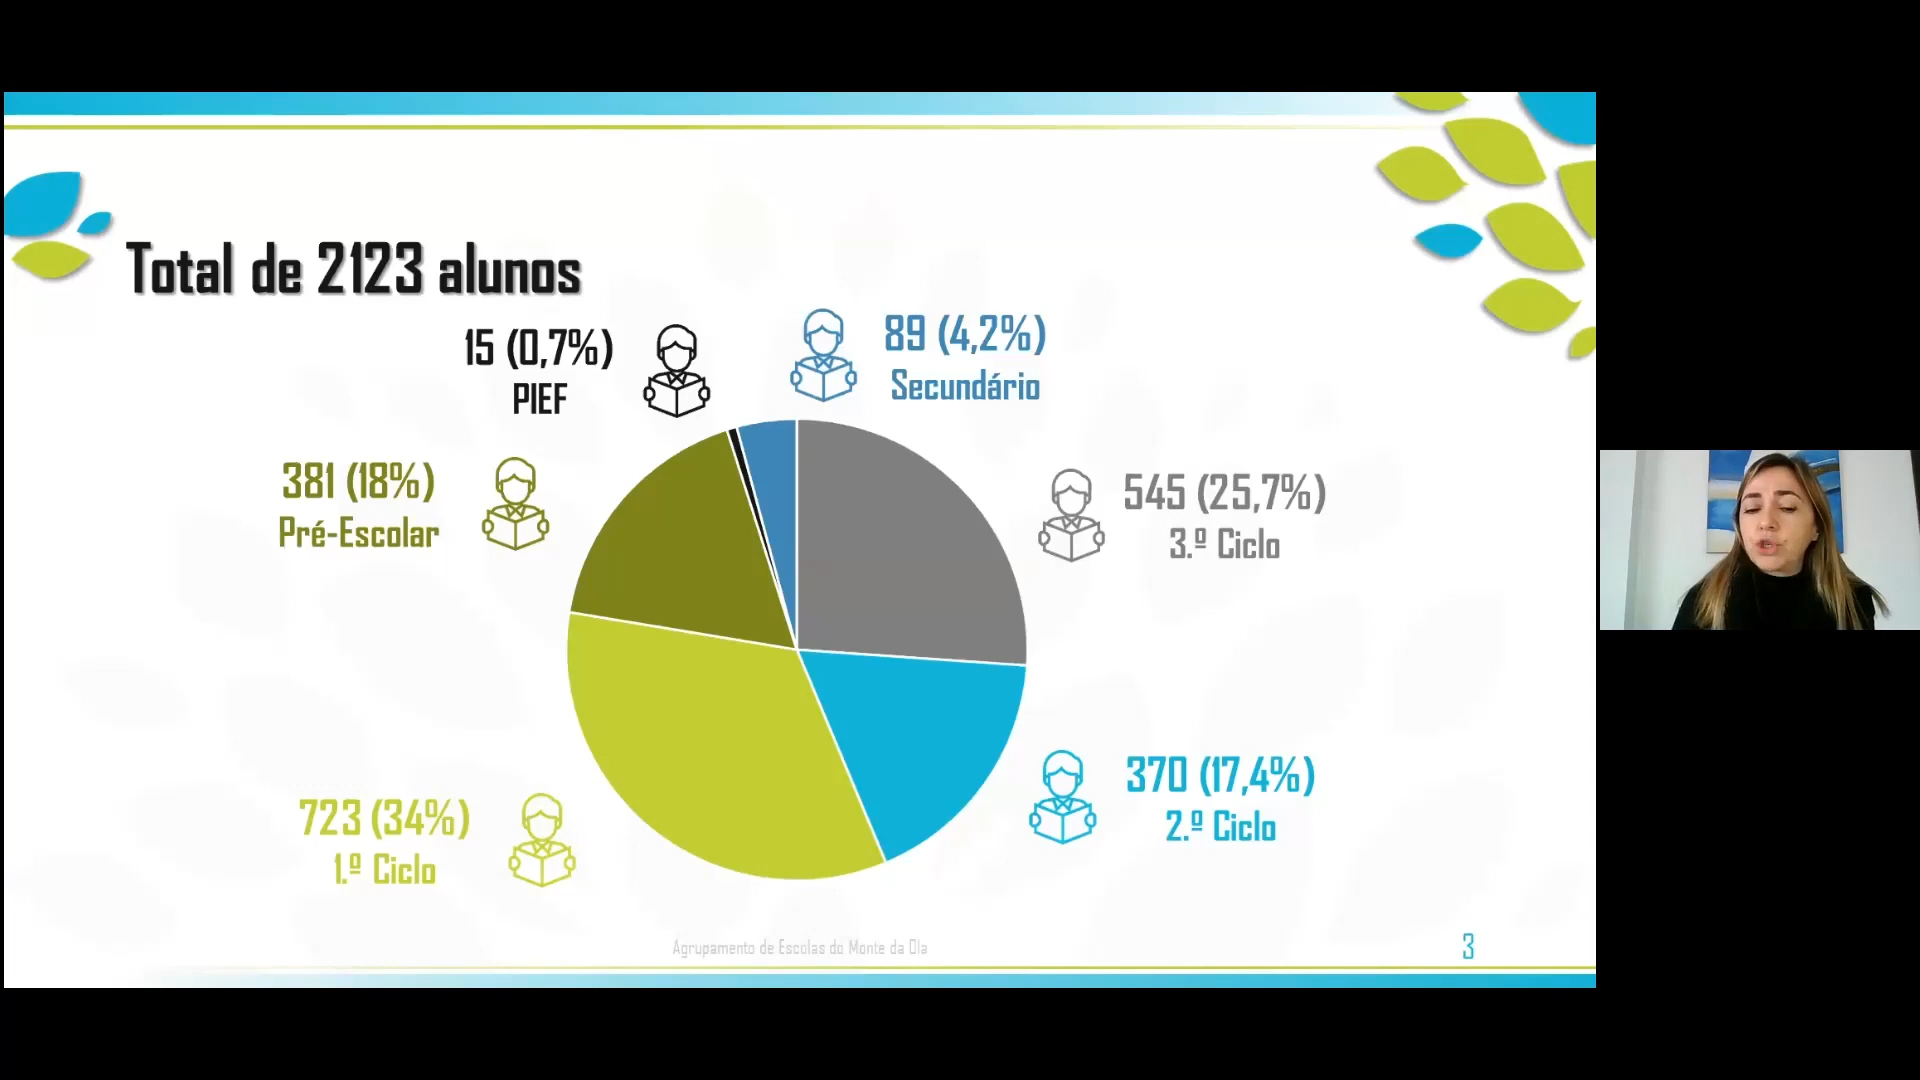 Total de 2123 alunos
15 (0,7%)
PIEF
89 (4,2%)
Secundário
381 (18%)
Pré-Escolar
545 (25,7%)
3.º Ciclo
723 (34%)
1.º Ciclo
370 (17,4%)
2.º Ciclo
Agrupamento de Escolas do Monte da Ola
3